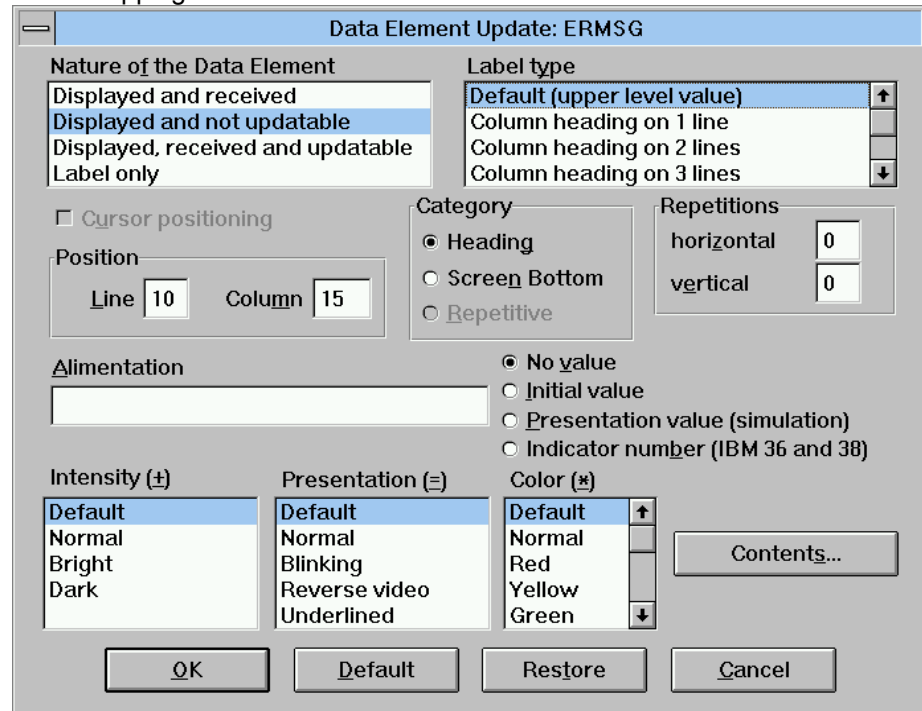 Data Element Update: ERMSG
Nature of the Data Element
Label type
Displayed and received
Displayed and not updatable
Displayed, received and updatable
Label only
Default (upper level value)
Column heading on 1 line
Column heading on 2 lines
Column heading on 3 lines
Cursor positioning
Category
Heading
Screen Bottom
Repetitive
Repetitions
horizontal 0
vertical 0
Position
Line 10 Column 15
Alimentation
No value
Initial value
Presentation value (simulation)
Indicator number (IBM 36 and 38)
Intensity (+)
Default
Normal
Bright
Dark
Presentation (=)
Default
Normal
Blinking
Reverse video
Underlined
Color (*)
Default
Normal
Red
Yellow
Green
Contents...
OK Default Restore Cancel